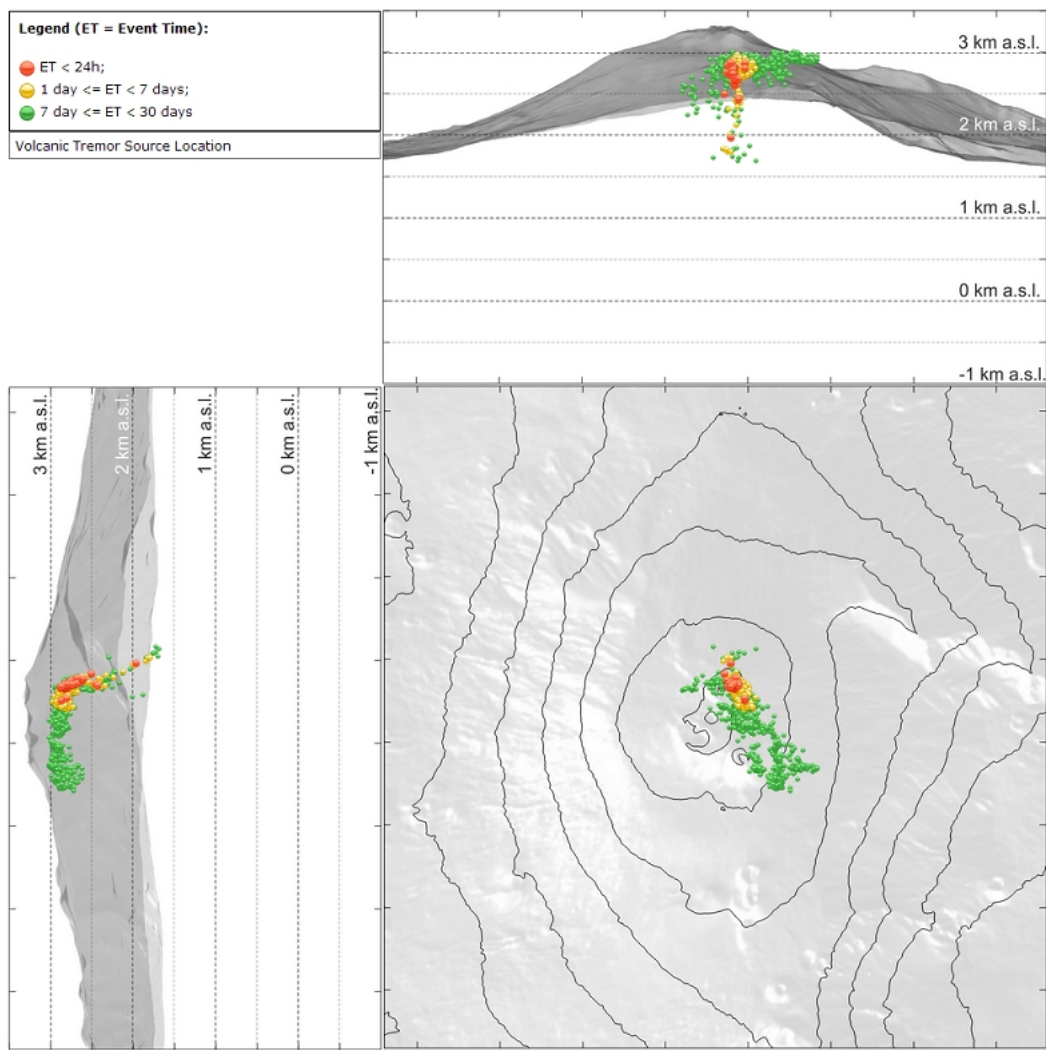 Legend (ET = Event Time):
ET < 24h;
1 day <= ET < 7 days;
7 day <= ET < 30 days
Volcanic Tremor Source Location
3 km a.s.l.
2 km a.s.l.
1 km a.s.l.
0 km a.s.l.
-1 km a.s.l.
3 km a.s.l.
2 km a.s.l.
1 km a.s.l.
0 km a.s.l.
-1 km a.s.l.